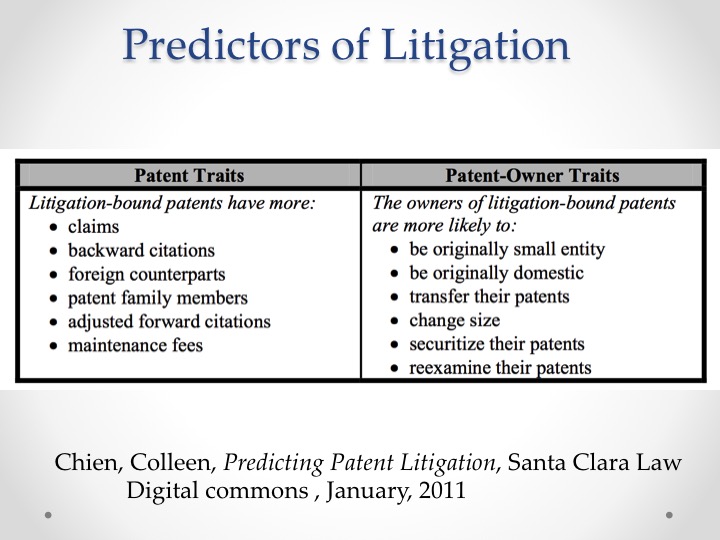 Predictors of Litigation
Patent Traits
Litigation-bound patents have more:
• claims
• backward citations
• foreign counterparts
• patent family members
• adjusted forward citations
• maintenance fees
Patent-Owner Traits
The owners of litigation-bound patents
are more likely to:
• be originally small entity
• be originally domestic
• transfer their patents
• change size
• securitize their patents
• reexamine their patents
Chien, Colleen, Predicting Patent Litigation, Santa Clara Law
Digital commons , January, 2011